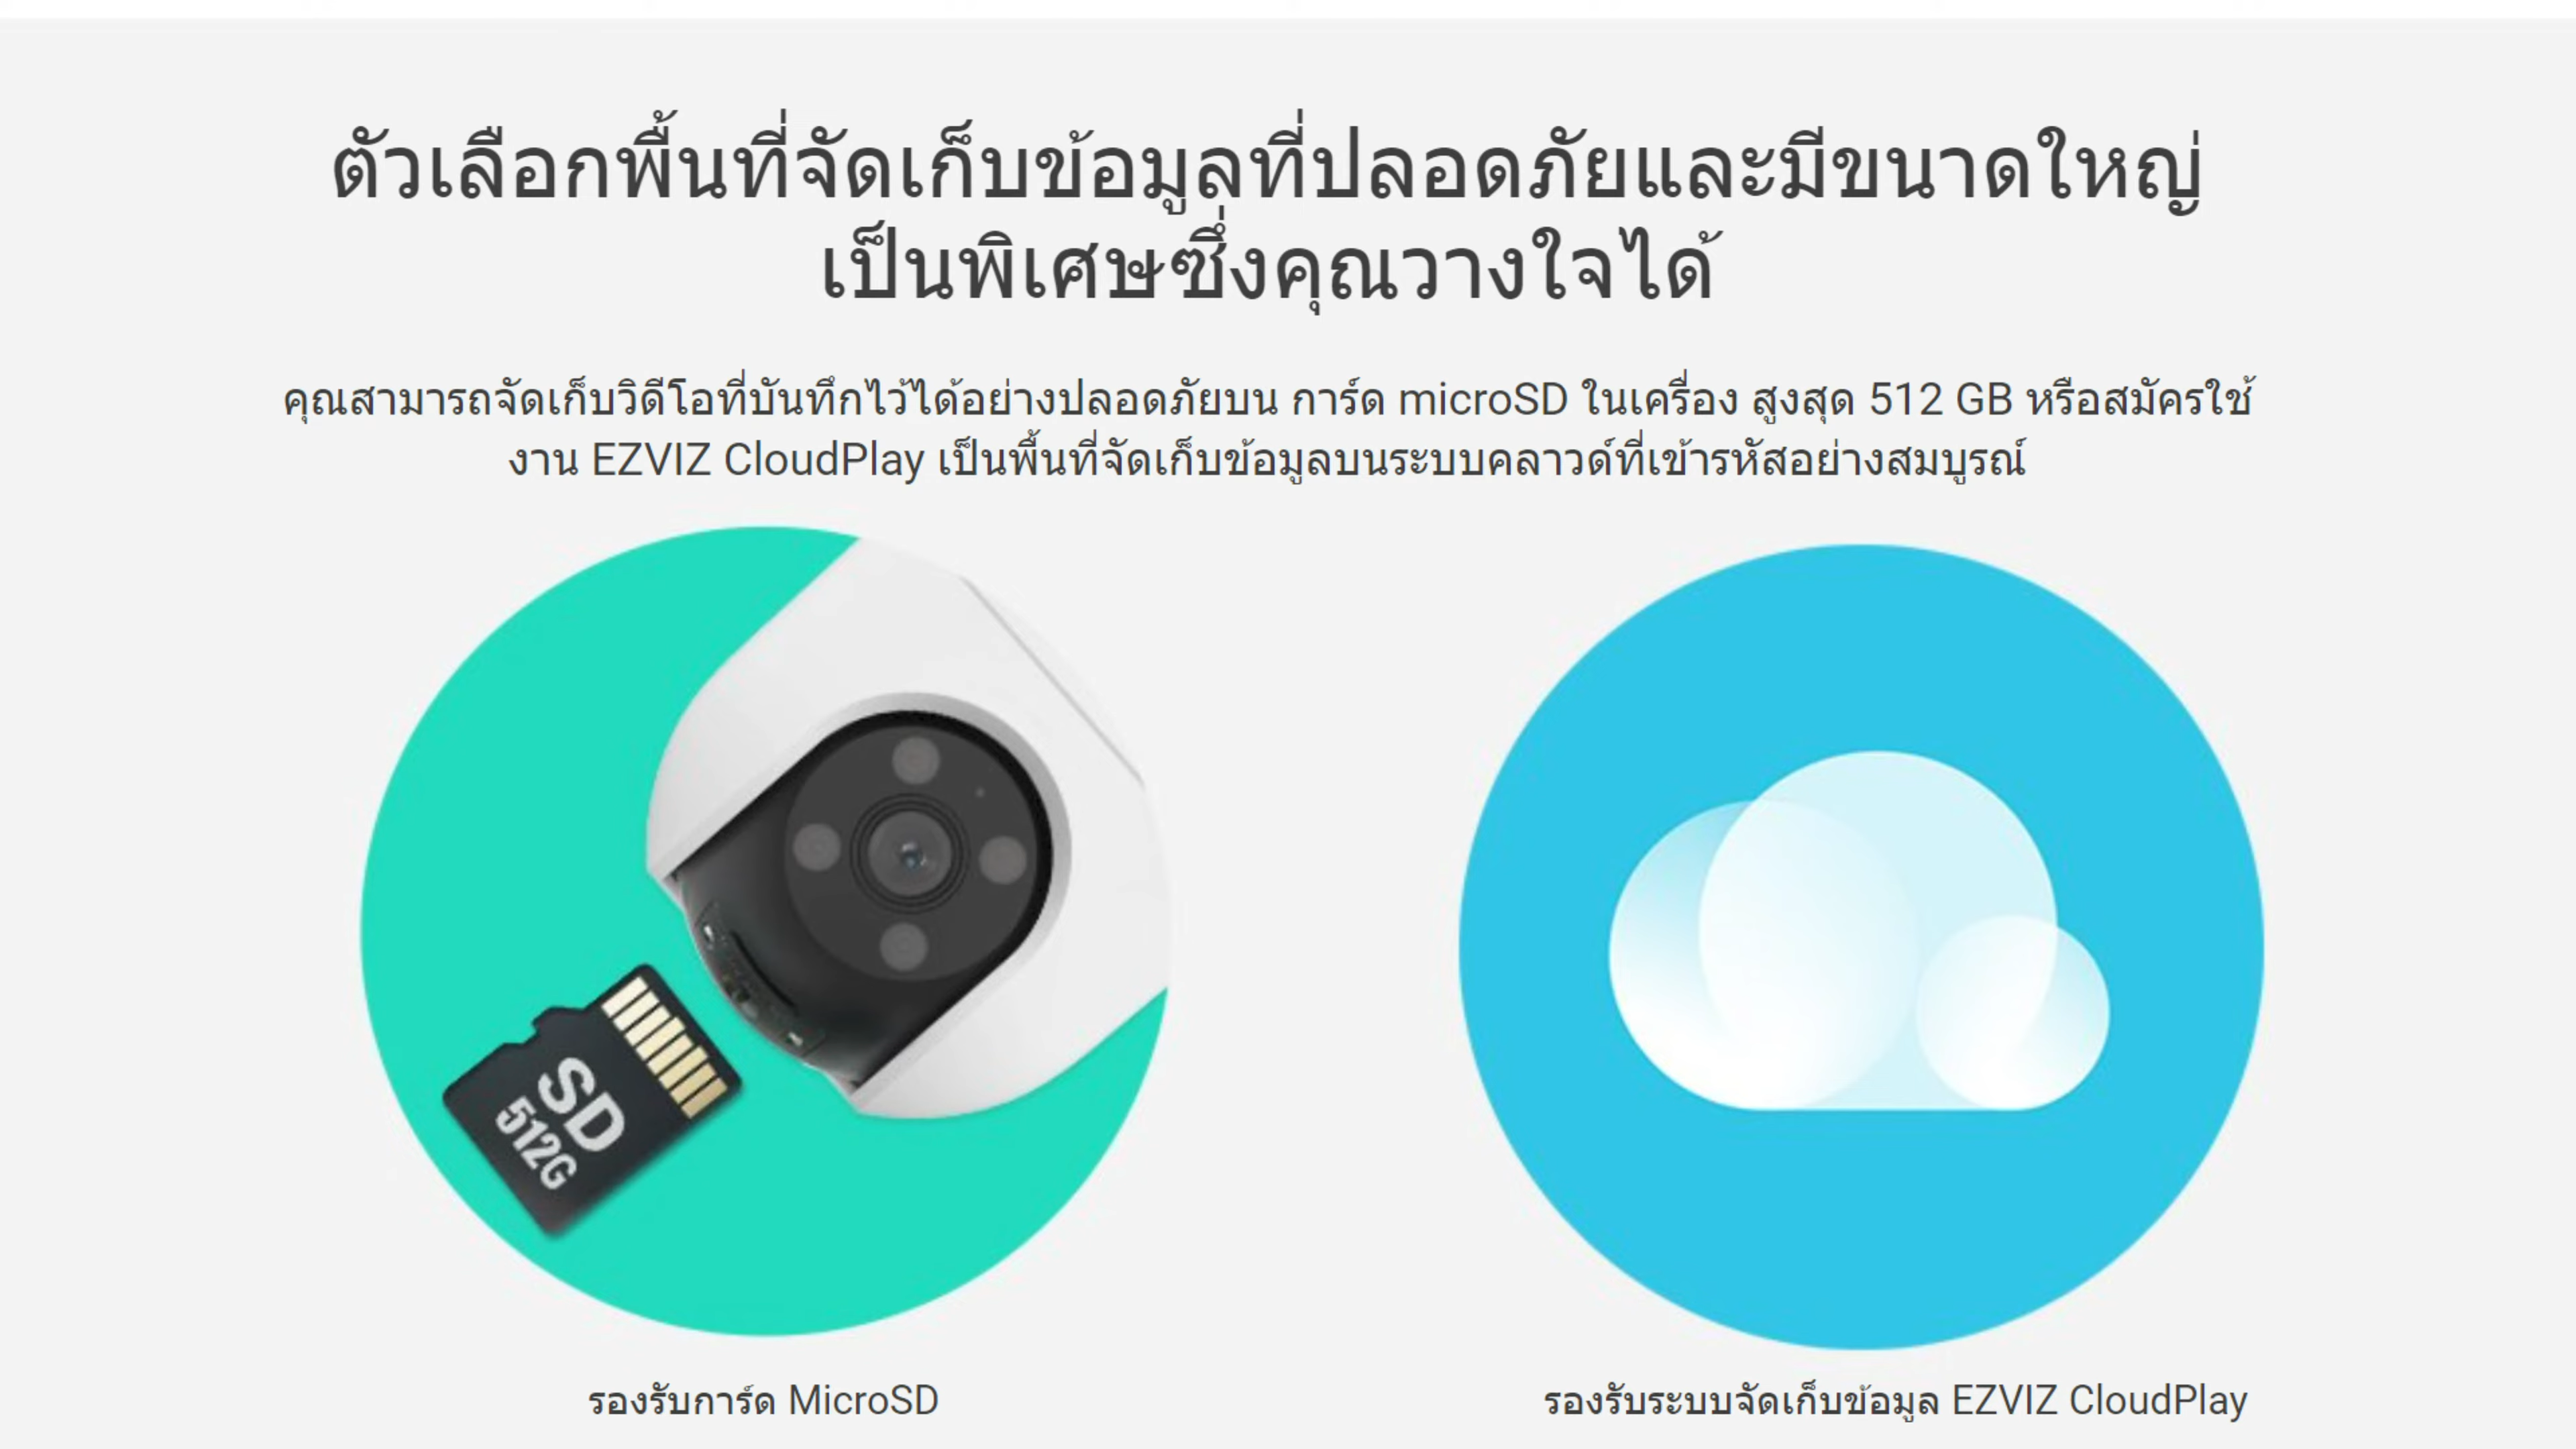 ตัวเลือกพื้นที่จัดเก็บข้อมูลที่ปลอดภัยและมีขนาดใหญ่
เป็นพิเศษซึ่งคุณวางใจได้
คุณสามารถจัดเก็บวิดีโอที่บันทึกไว้ได้อย่างปลอดภัยบน การ์ด microSD ในเครื่อง สูงสุด 512 GB หรือสมัครใช้
งาน EZVIZ CloudPlay เป็นพื้นที่จัดเก็บข้อมูลบนระบบคลาวด์ที่เข้ารหัสอย่างสมบูรณ์
SD
512G
รองรับการ์ด MicroSD
รองรับระบบจัดเก็บข้อมูล EZVIZ CloudPlay